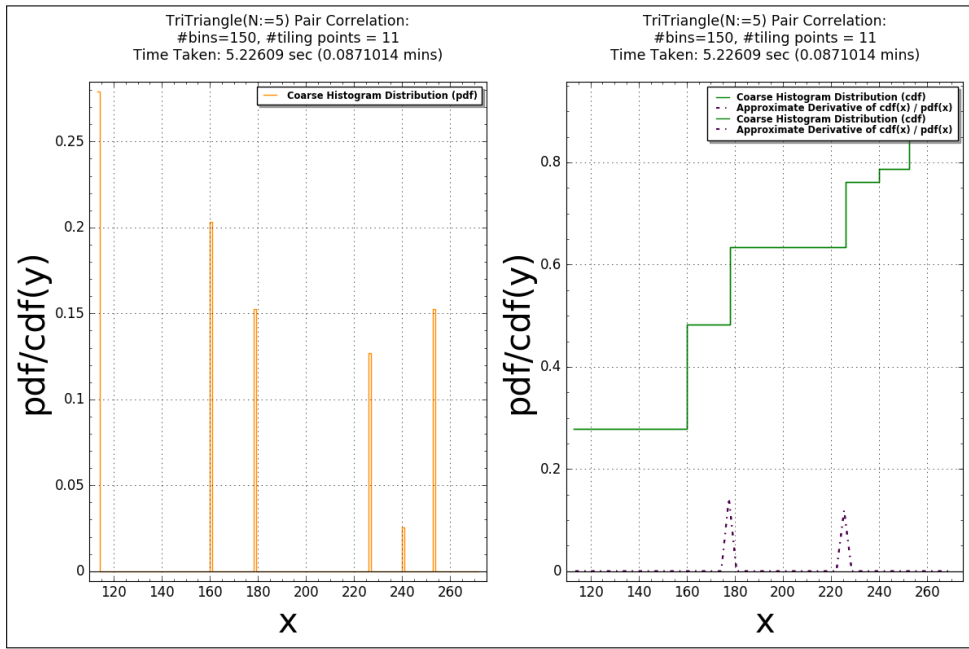 TriTriangle(N:=5) Pair Correlation:
#bins=150, #tiling points = 11
Time Taken: 5.22609 sec (0.0871014 mins)
Coarse Histogram Distribution (pdf)
0.25
0.2
0.15
0.1
0.05
0
pdf/cdf(y)
120 140 160 180 200 220 240 260
x
TriTriangle(N:=5) Pair Correlation:
#bins=150, #tiling points = 11
Time Taken: 5.22609 sec (0.0871014 mins)
Coarse Histogram Distribution (cdf)
Approximate Derivative of cdf(x) / pdf(x)
Coarse Histogram Distribution (cdf)
Approximate Derivative of cdf(x) / pdf(x)
0.8
0.6
0.4
0.2
0
pdf/cdf(y)
120 140 160 180 200 220 240 260
x